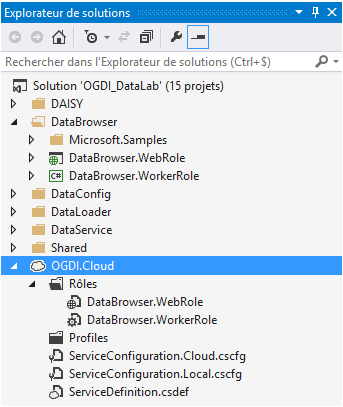 Explorateur de solutions
Rechercher dans l'Explorateur de solutions (Ctrl+$)
Solution 'OGDI_DataLab' (15 projets)
DAISY
DataBrowser
Microsoft.Samples
DataBrowser.WebRole
C# DataBrowser.WorkerRole
DataConfig
DataLoader
DataService
Shared
OGDI.Cloud
Rôles
DataBrowser.WebRole
DataBrowser.WorkerRole
Profiles
ServiceConfiguration.Cloud.cscfg
ServiceConfiguration.Local.cscfg
ServiceDefinition.csdef